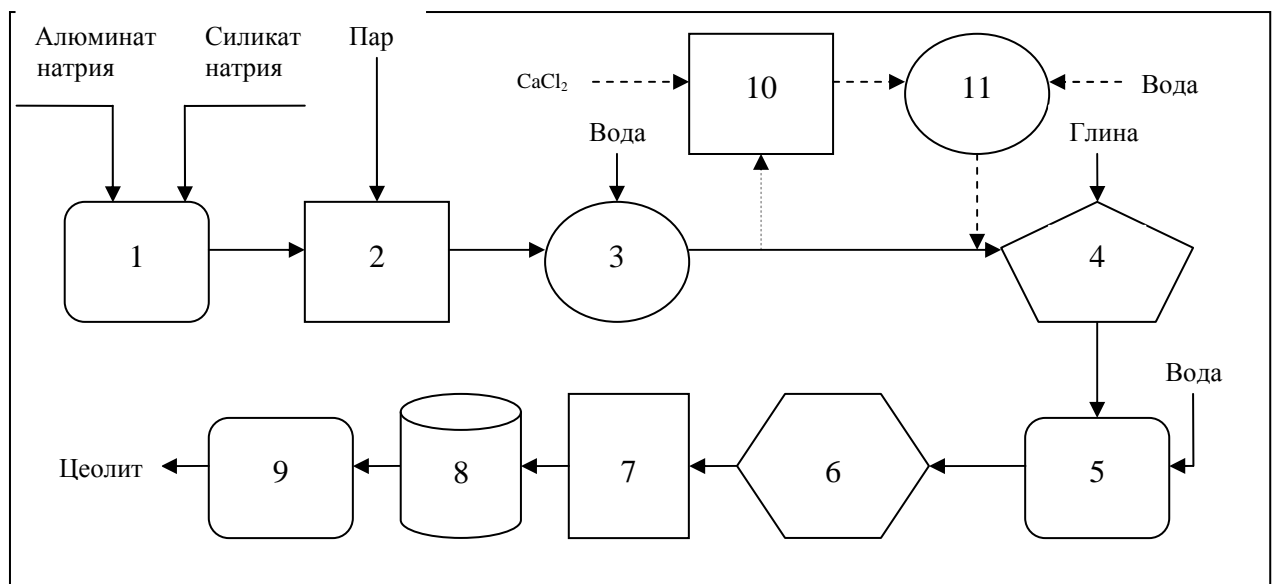 Алюминат
натрия
Силикат
натрия
Пар
CaCl₂
10
11
Вода
Вода
Глина
1
2
3
4
Вода
Цеолит
9
8
7
6
5